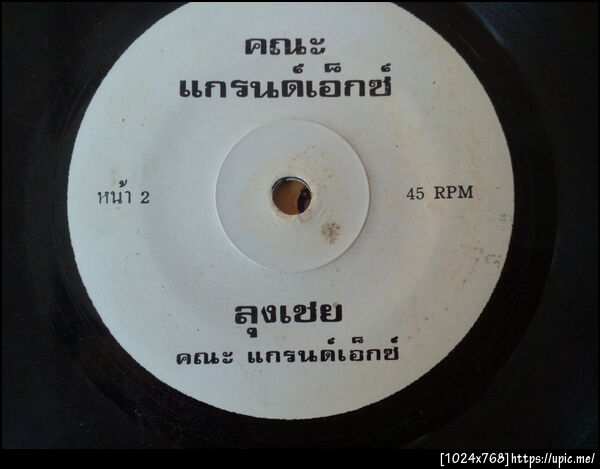 คณะ
แกรนด์เอ็กซ์
หน้า 2
45 RPM
ลุงเชย
คณะ แกรนด์เอ็กซ์
[1024x768]https://upic.me/